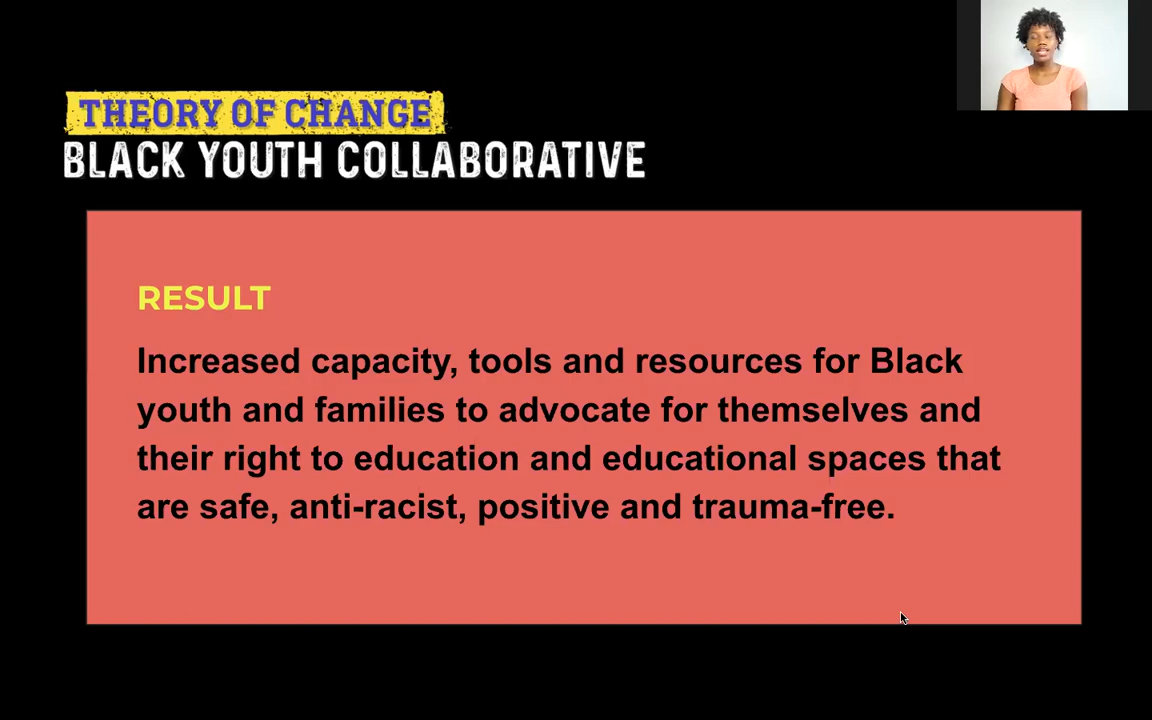 THEORY OF CHANGE
BLACK YOUTH COLLABORATIVE
RESULT
Increased capacity, tools and resources for Black
youth and families to advocate for themselves and
their right to education and educational spaces that
are safe, anti-racist, positive and trauma-free.